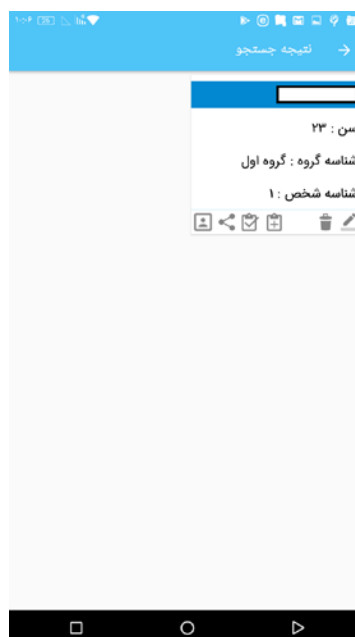 نتیجه جستجو
سن : ۲۳
شناسه گروه : گروه اول
شناسه شخص : ۱